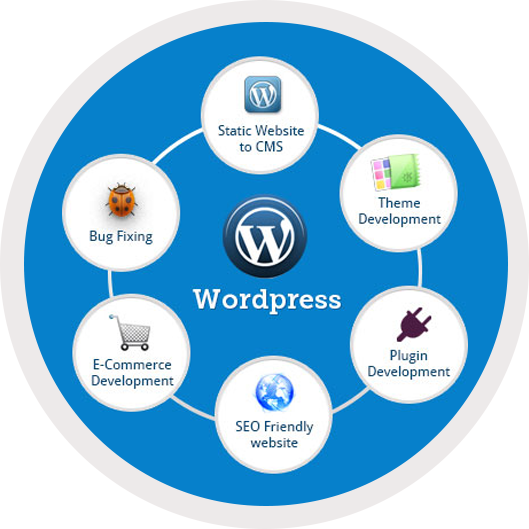 Static Website
to CMS
Theme
Development
Plugin
Development
SEO Friendly
website
E-Commerce
Development
Bug Fixing
Wordpress